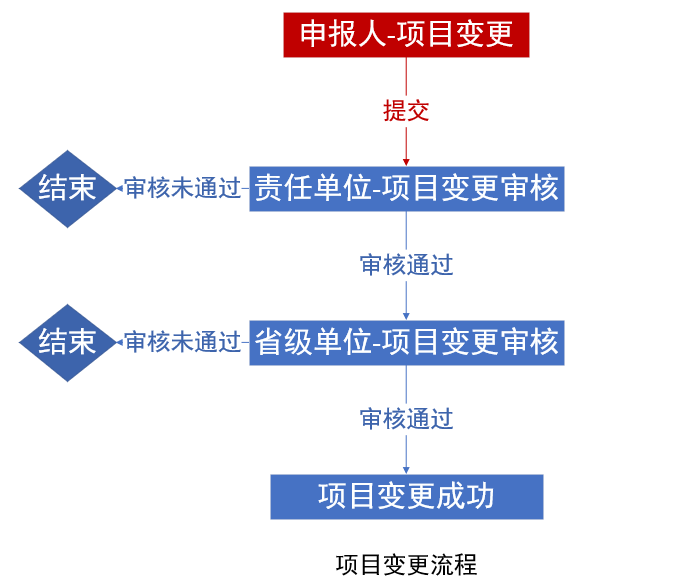 申报人-项目变更
提交
结束
审核未通过
责任单位-项目变更审核
审核通过
结束
审核未通过
省级单位-项目变更审核
审核通过
项目变更成功
项目变更流程